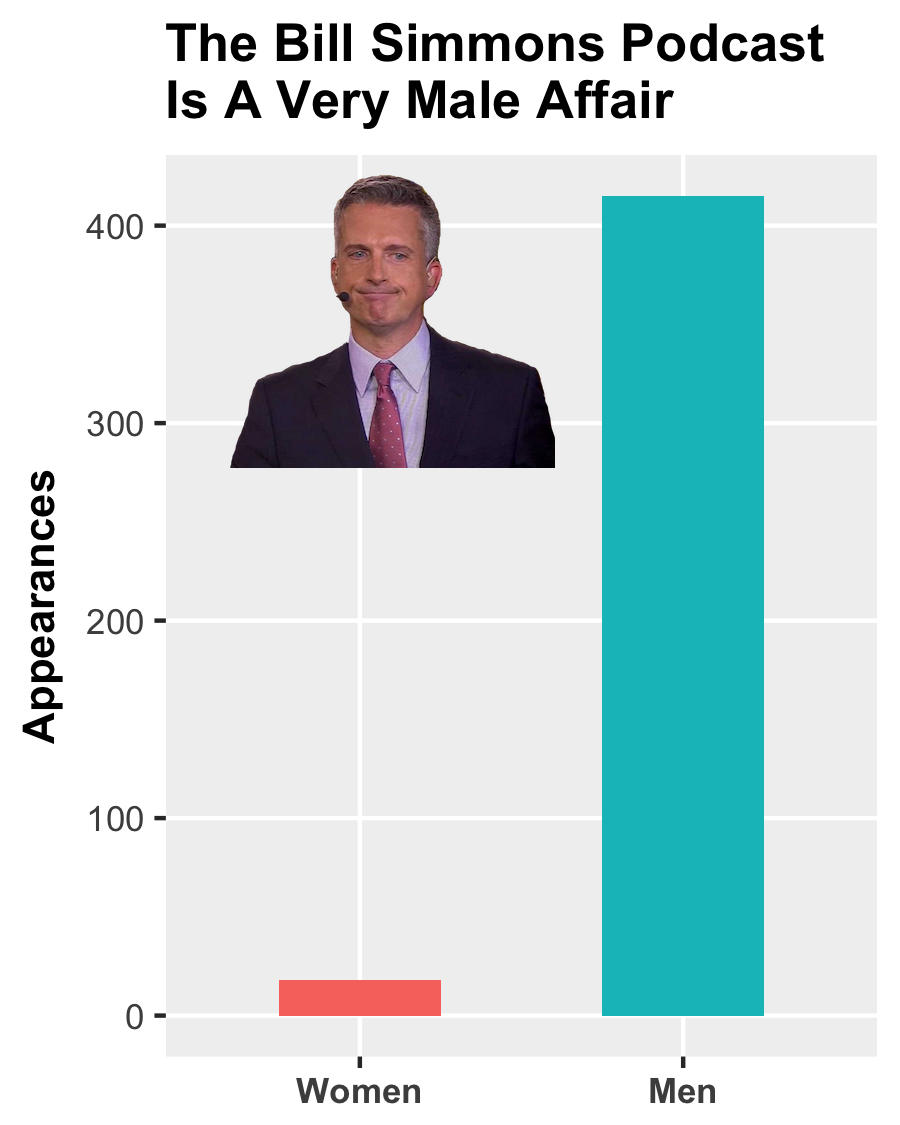 The Bill Simmons Podcast
Is A Very Male Affair
400
300
200
100
0
Appearances
Women
Men